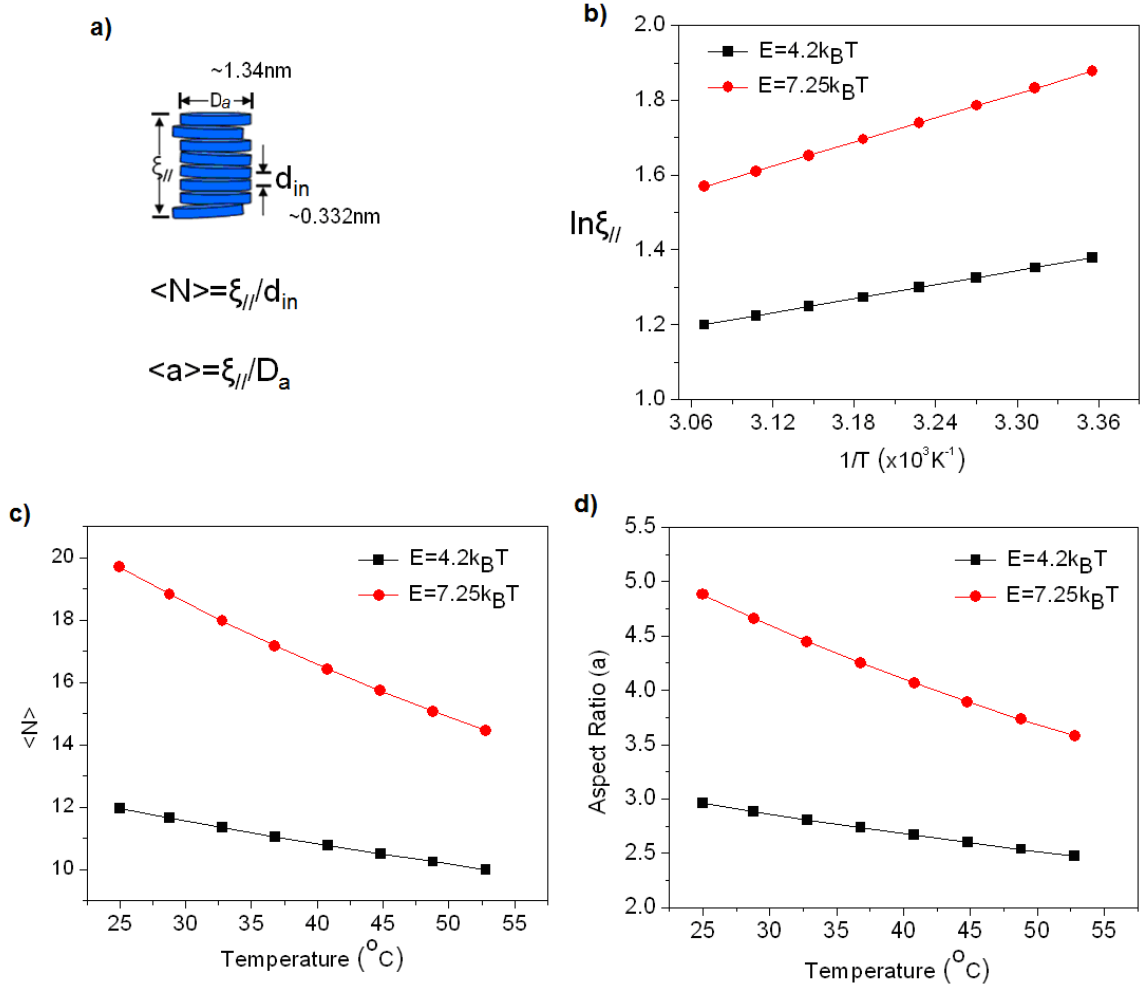 a)
~1.34nm
Da
ξ//
din
~0.332nm
<N>=ξ///din
<a>=ξ///Da
b)
2.0
1.8
1.6
1.4
1.2
1.0
lnξ//
E=4.2kBT
E=7.25kBT
3.06 3.12 3.18 3.24 3.30 3.36
1/T (x10³K⁻¹)
c)
20
18
16
14
12
10
<N>
E=4.2kBT
E=7.25kBT
25 30 35 40 45 50 55
Temperature (°C)
d)
5.5
5.0
4.5
4.0
3.5
3.0
2.5
2.0
Aspect Ratio (a)
E=4.2kBT
E=7.25kBT
25 30 35 40 45 50 55
Temperature (°C)